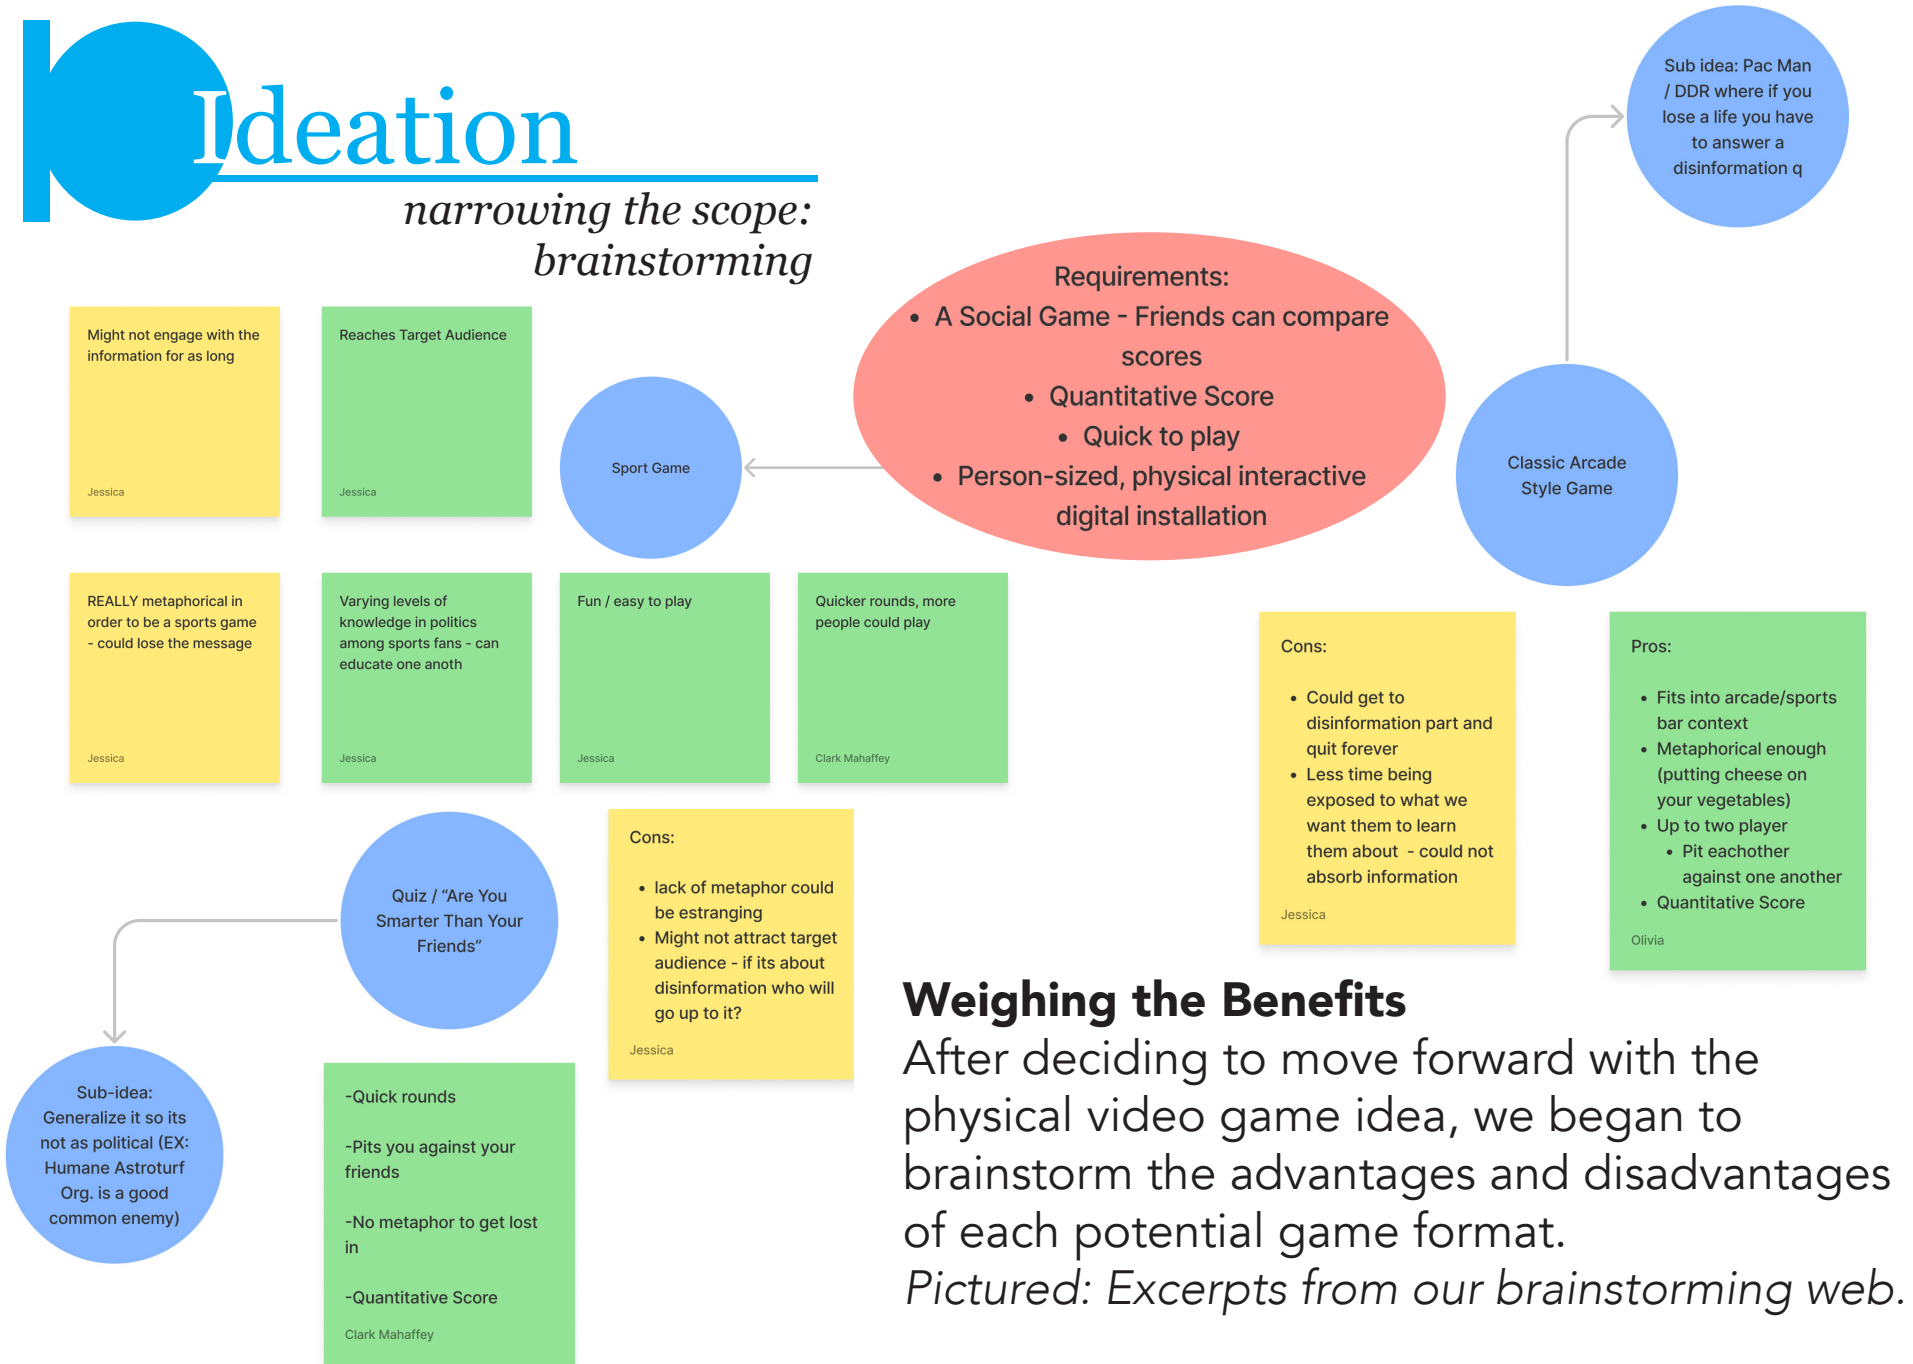 Ideation
narrowing the scope:
brainstorming
Sub idea: Pac Man
/ DDR where if you
lose a life you have
to answer a
disinformation q
Requirements:
• A Social Game - Friends can compare
scores
• Quantitative Score
• Quick to play
• Person-sized, physical interactive
digital installation
Might not engage with the
information for as long
Jessica
Reaches Target Audience
Jessica
Sport Game
Classic Arcade
Style Game
REALLY metaphorical in
order to be a sports game
- could lose the message
Jessica
Varying levels of
knowledge in politics
among sports fans - can
educate one anoth
Jessica
Fun / easy to play
Jessica
Quicker rounds, more
people could play
Clark Mahaffey
Cons:
• Could get to
disinformation part and
quit forever
• Less time being
exposed to what we
want them to learn
them about - could not
absorb information
Jessica
Pros:
• Fits into arcade/sports
bar context
• Metaphorical enough
(putting cheese on
your vegetables)
• Up to two player
• Pit eachother
against one another
• Quantitative Score
Olivia
Quiz / “Are You
Smarter Than Your
Friends”
Cons:
• lack of metaphor could
be estranging
• Might not attract target
audience - if its about
disinformation who will
go up to it?
Jessica
Sub-idea:
Generalize it so its
not as political (EX:
Humane Astroturf
Org. is a good
common enemy)
-Quick rounds
-Pits you against your
friends
-No metaphor to get lost
in
-Quantitative Score
Clark Mahaffey
Weighing the Benefits
After deciding to move forward with the
physical video game idea, we began to
brainstorm the advantages and disadvantages
of each potential game format.
Pictured: Excerpts from our brainstorming web.